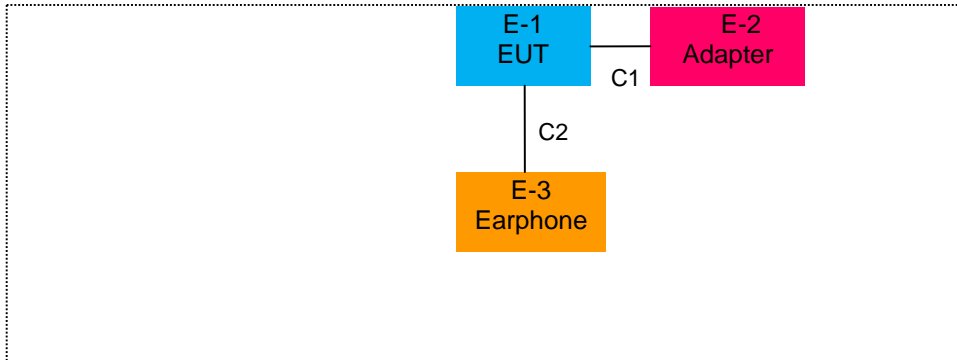 E-1
EUT
E-2
Adapter
C1
C2
E-3
Earphone